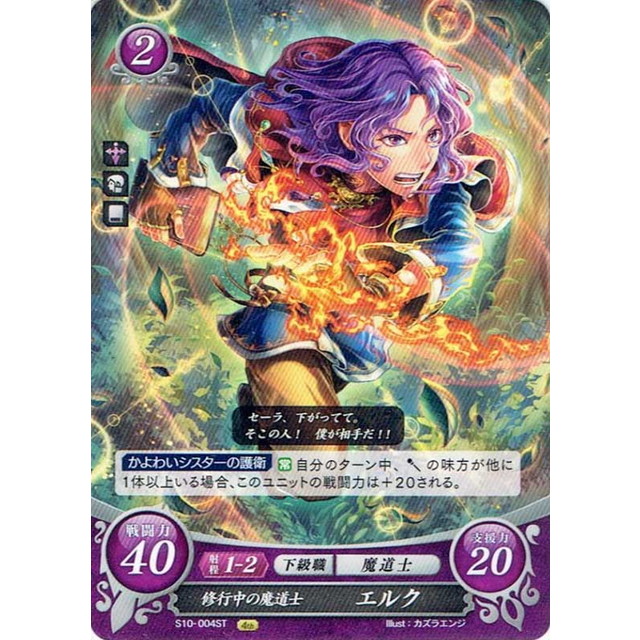 2
セーラ、下がってて。
そこの人! 僕が相手だ!!
かよわいシスターの護衛 常 自分のターン中、の味方が他に
1体以上いる場合、このユニットの戦闘力は+20される。
戦闘力
40
射程 1-2 下級職 魔道士
支援力
20
修行中の魔道士 エルク
S10-004ST 4th Illust:カズラエンジ